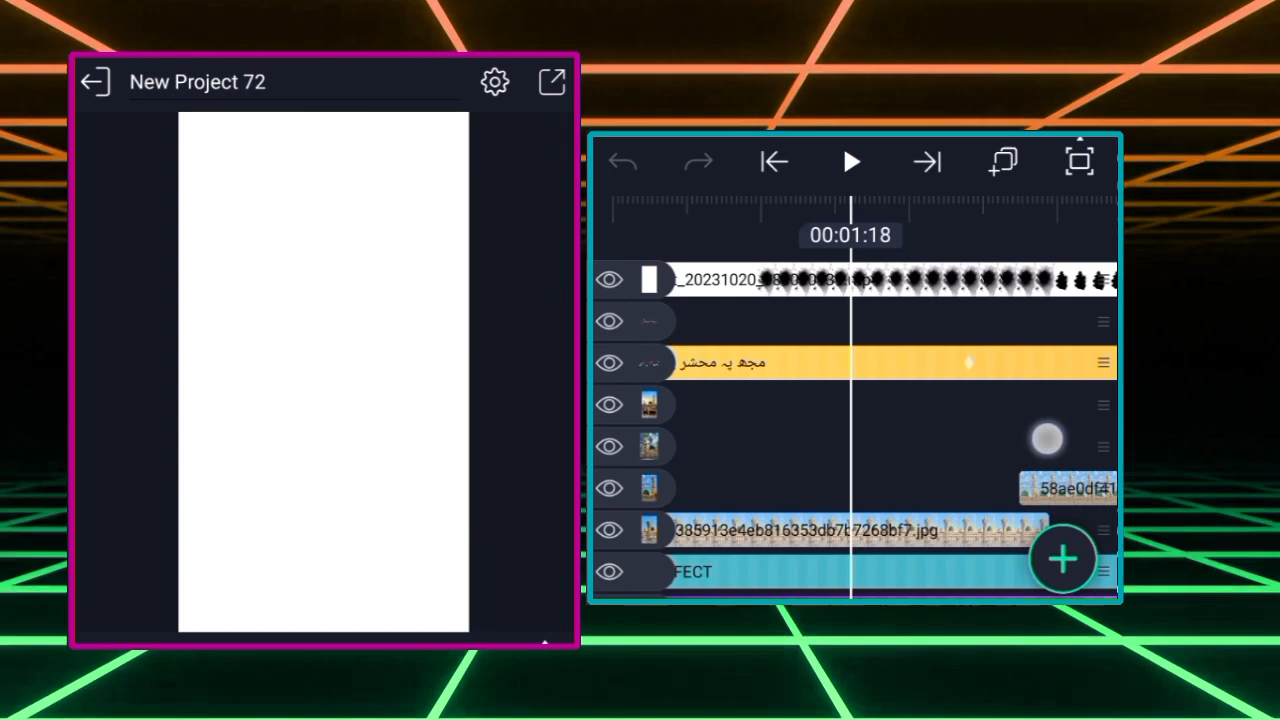 New Project 72
00:01:18
_20231020_
مجھ پہ محشر
58ae0df41
385913e4eb816353db7b7268bf7.jpg
FECT